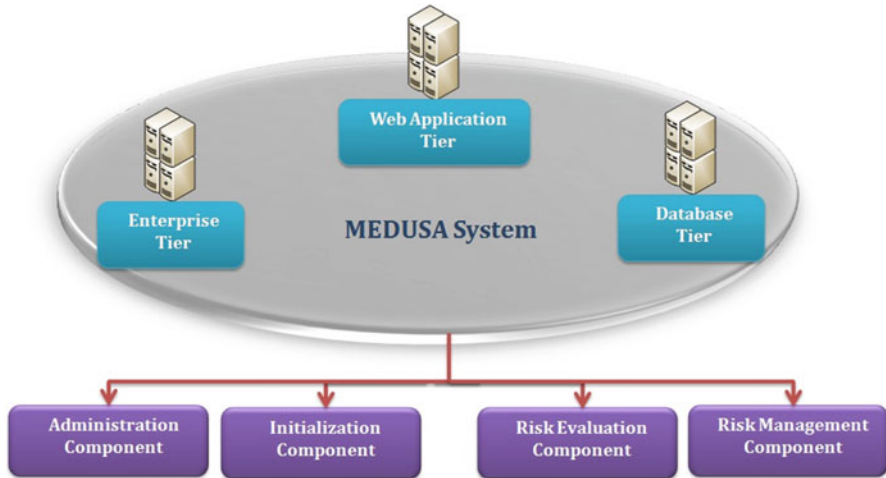 Web Application
Tier
Enterprise
Tier
Database
Tier
MEDUSA System
Administration
Component
Initialization
Component
Risk Evaluation
Component
Risk Management
Component